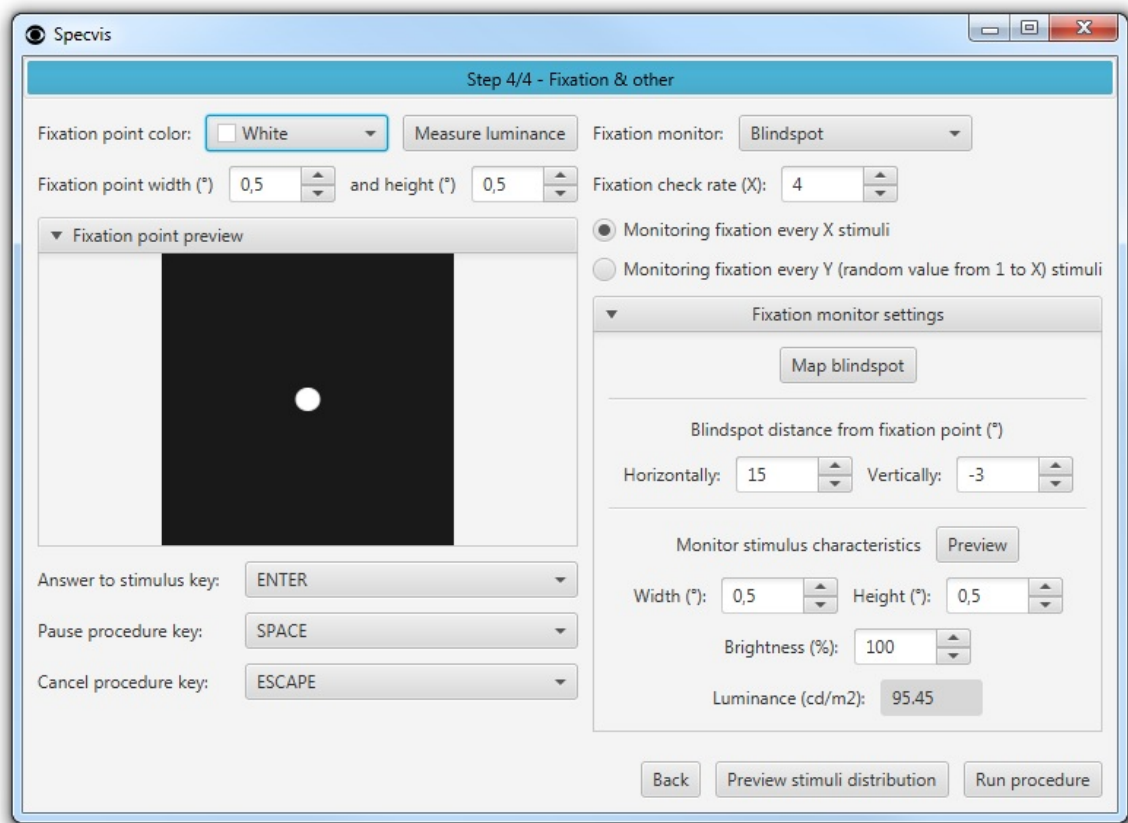 Specvis
Step 4/4 - Fixation & other
Fixation point color: White Measure luminance
Fixation point width (°) 0,5 and height (°) 0,5
Fixation point preview
Answer to stimulus key: ENTER
Pause procedure key: SPACE
Cancel procedure key: ESCAPE
Fixation monitor: Blindspot
Fixation check rate (X): 4
Monitoring fixation every X stimuli
Monitoring fixation every Y (random value from 1 to X) stimuli
Fixation monitor settings
Map blindspot
Blindspot distance from fixation point (°)
Horizontally: 15 Vertically: -3
Monitor stimulus characteristics Preview
Width (°): 0,5 Height (°): 0,5
Brightness (%): 100
Luminance (cd/m2): 95.45
Back Preview stimuli distribution Run procedure